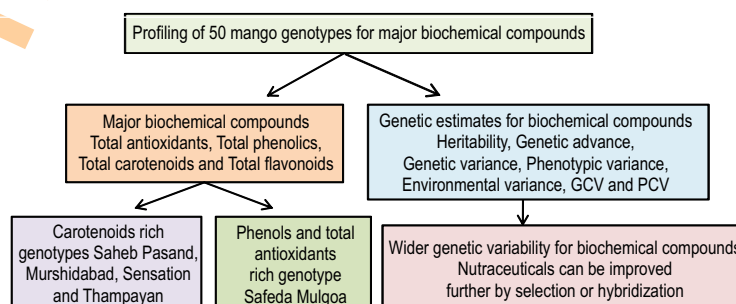 Profiling of 50 mango genotypes for major biochemical compounds
Major biochemical compounds
Total antioxidants, Total phenolics,
Total carotenoids and Total flavonoids
Genetic estimates for biochemical compounds
Heritability, Genetic advance,
Genetic variance, Phenotypic variance,
Environmental variance, GCV and PCV
Carotenoids rich
genotypes Saheb Pasand,
Murshidabad, Sensation
and Thampayan
Phenols and total
antioxidants
rich genotype
Safeda Mulgoa
Wider genetic variability for biochemical compounds
Nutraceuticals can be improved
further by selection or hybridization